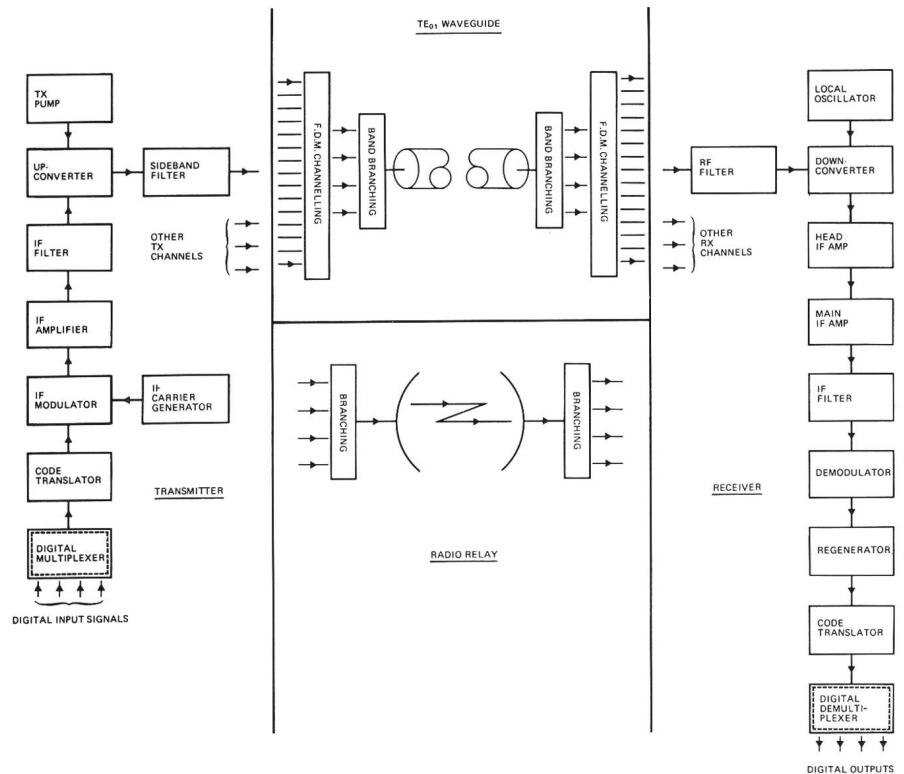 TE₀₁ WAVEGUIDE
TX
PUMP
UP-
CONVERTER
SIDEBAND
FILTER
IF
FILTER
OTHER
TX
CHANNELS
IF
AMPLIFIER
IF
MODULATOR
IF
CARRIER
GENERATOR
CODE
TRANSLATOR
TRANSMITTER
DIGITAL
MULTIPLEXER
DIGITAL INPUT SIGNALS
F.D.M. CHANNELLING
BAND BRANCHING
BAND BRANCHING
F.D.M. CHANNELLING
BRANCHING
BRANCHING
RADIO RELAY
LOCAL
OSCILLATOR
RF
FILTER
DOWN-
CONVERTER
OTHER
RX
CHANNELS
HEAD
IF AMP
MAIN
IF AMP
IF
FILTER
DEMODULATOR
RECEIVER
REGENERATOR
CODE
TRANSLATOR
DIGITAL
DEMULTI-
PLEXER
DIGITAL OUTPUTS